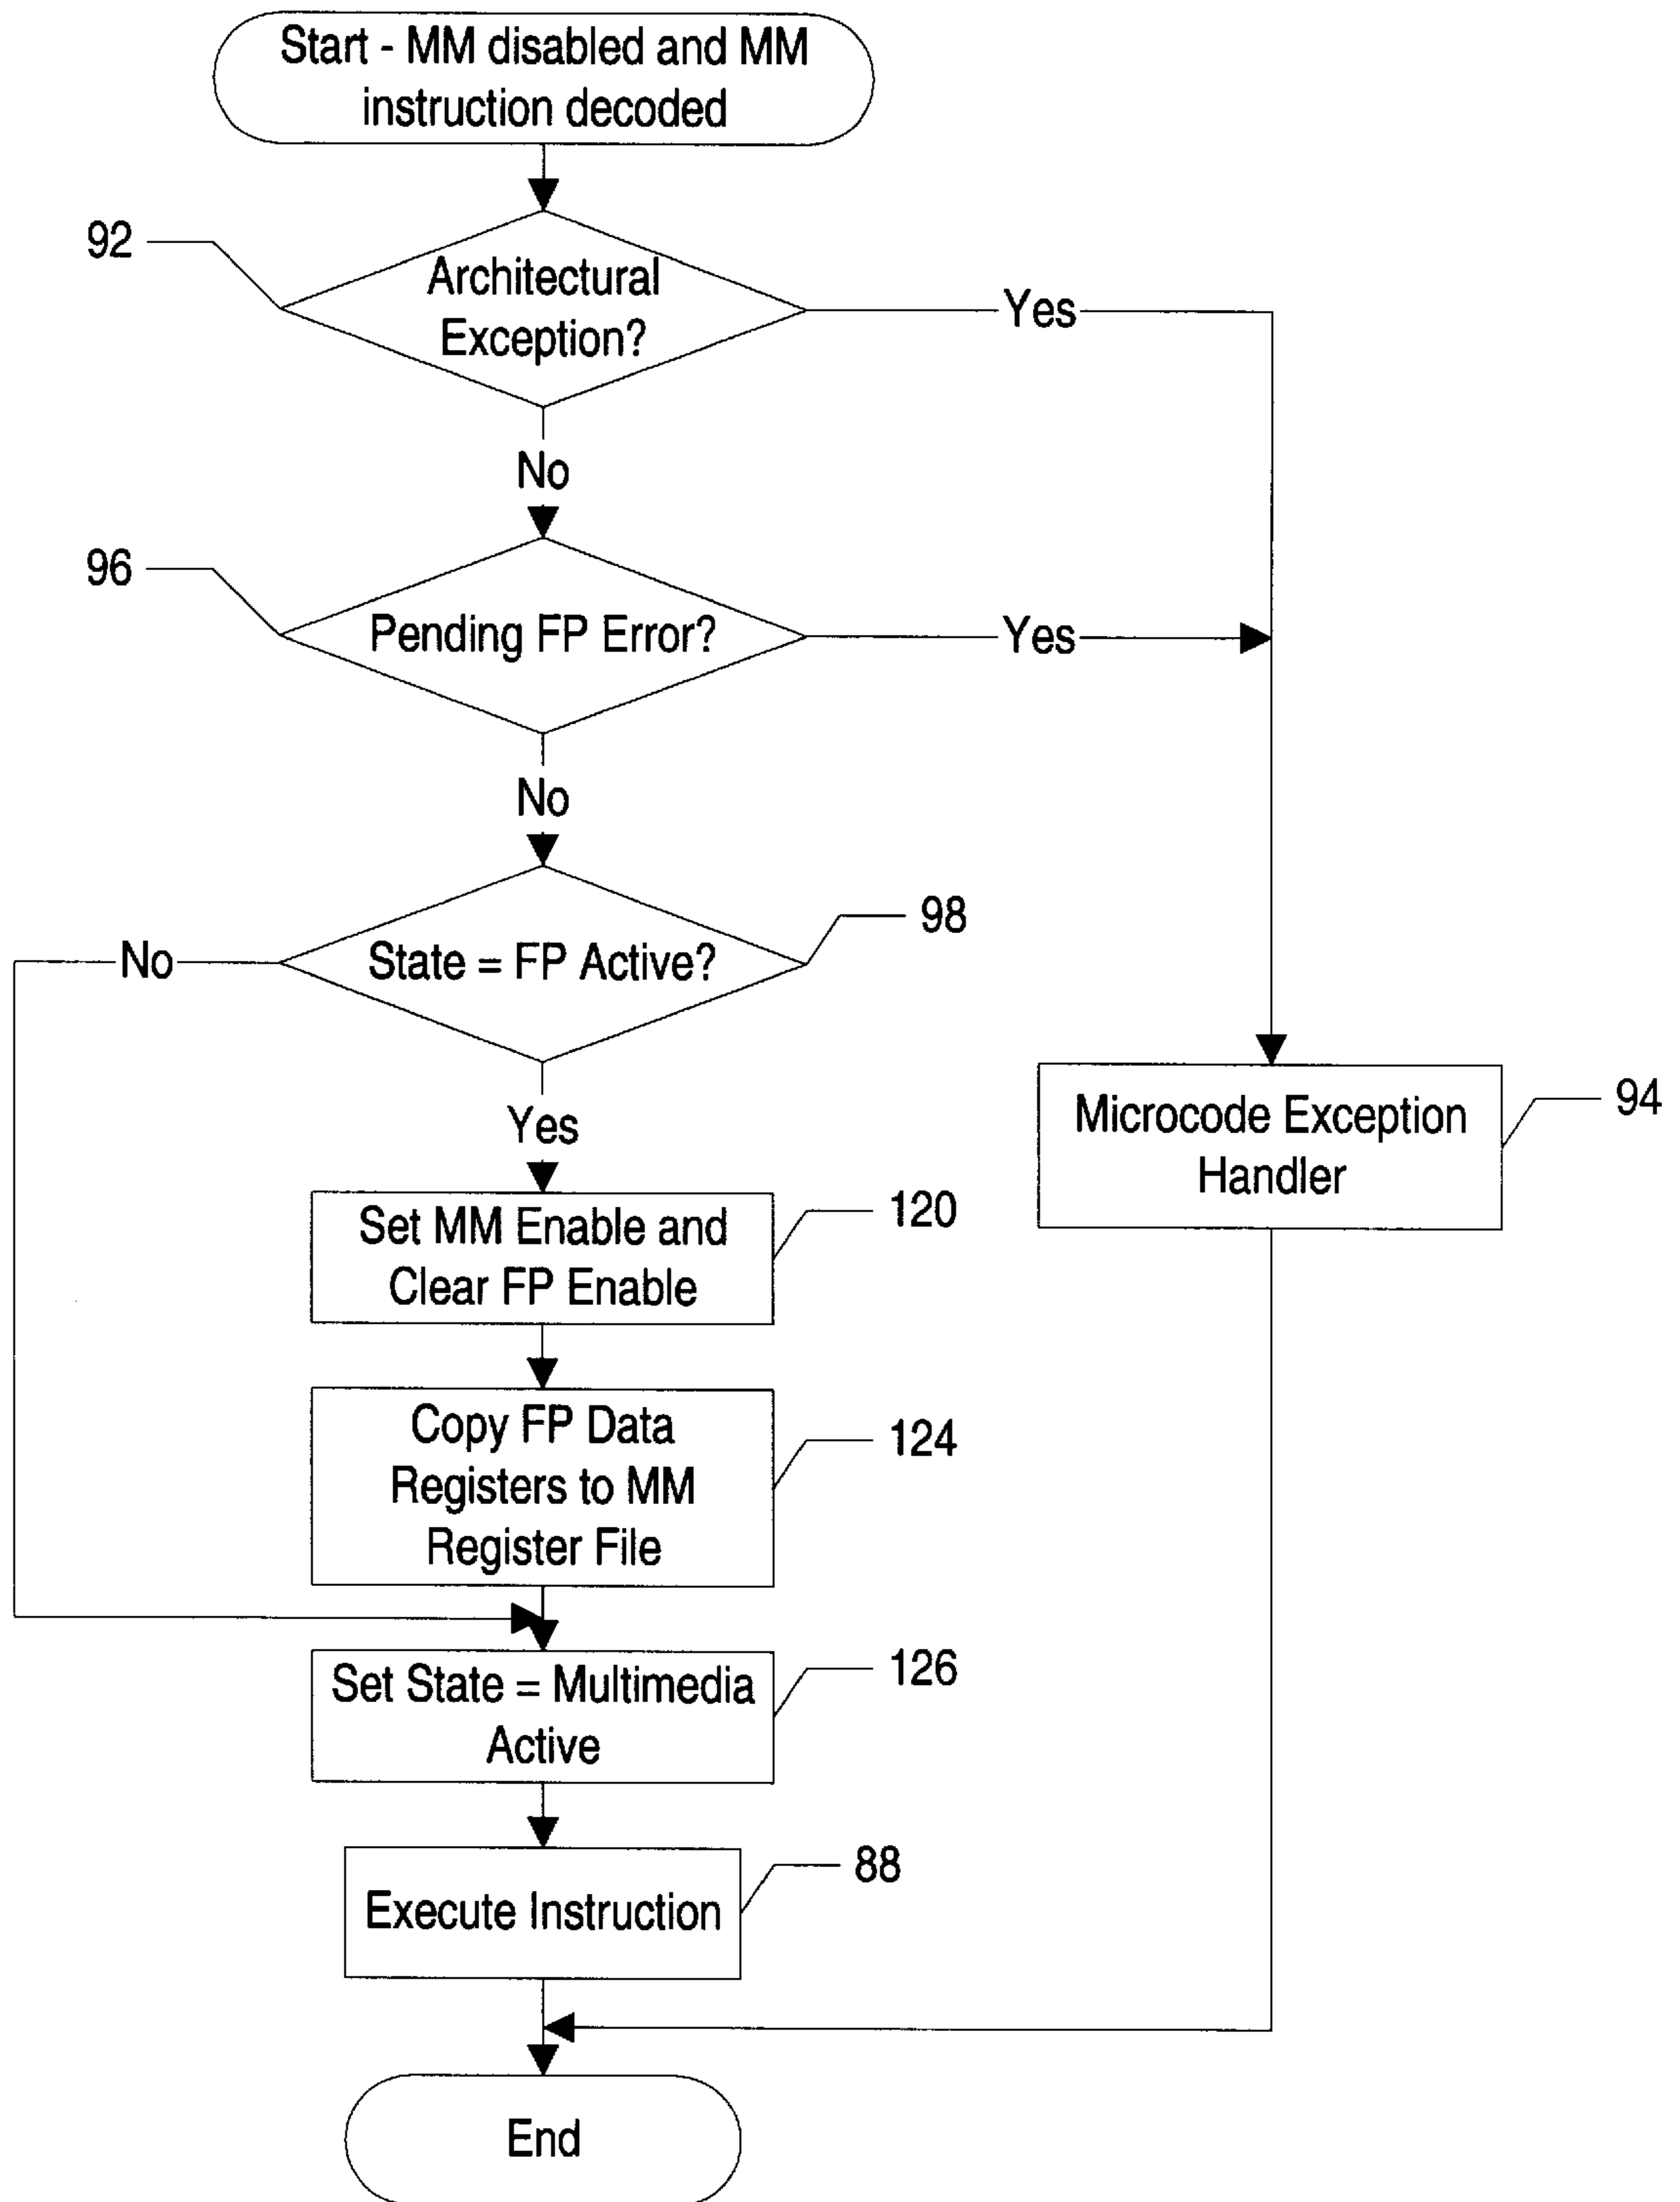 Start - MM disabled and MM
instruction decoded
92
Architectural
Exception?
Yes
No
96
Pending FP Error?
Yes
No
98
No
State = FP Active?
Yes
Microcode Exception
Handler
94
Set MM Enable and
Clear FP Enable
120
Copy FP Data
Registers to MM
Register File
124
Set State = Multimedia
Active
126
Execute Instruction
88
End